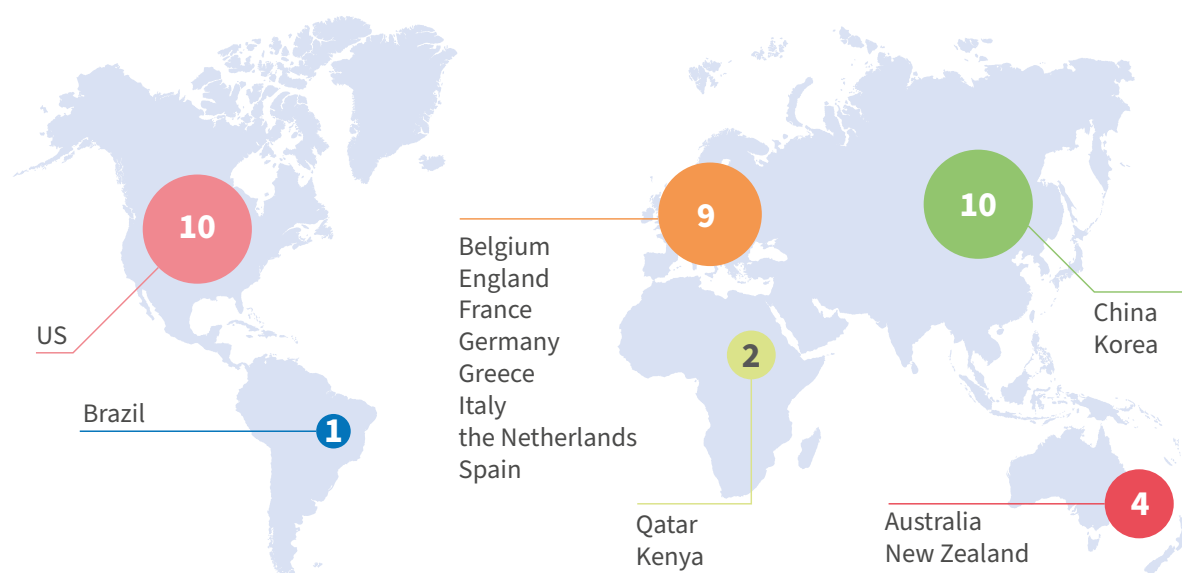 10
US
Brazil
1
9
Belgium
England
France
Germany
Greece
Italy
the Netherlands
Spain
2
Qatar
Kenya
10
China
Korea
4
Australia
New Zealand